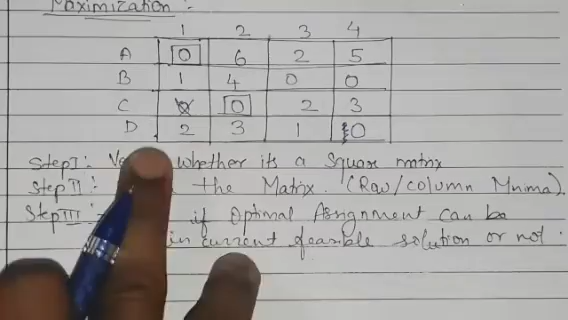 Maximization :
1 2 3 4
A 0 6 2 5
B 1 4 0 0
C 0 0 2 3
D 2 3 1 0
Step I : whether its a Square matrix
Step II : the Matrix. (Row/column Mnima).
Step III : if Optimal Assignment can be
in current feasible solution or not .